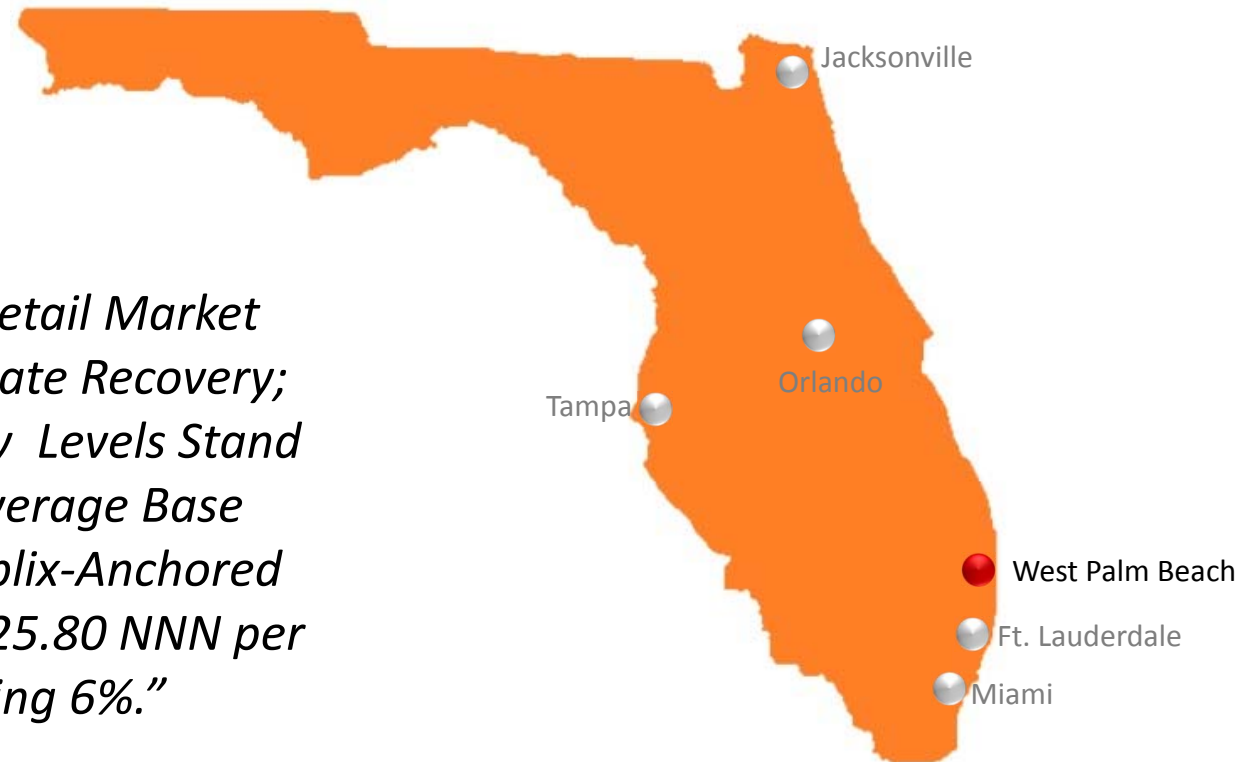 etail Market
ate Recovery;
Levels Stand
verage Base
blix-Anchored
25.80 NNN per
ing 6%.”
Jacksonville
Orlando
Tampa
West Palm Beach
Ft. Lauderdale
Miami